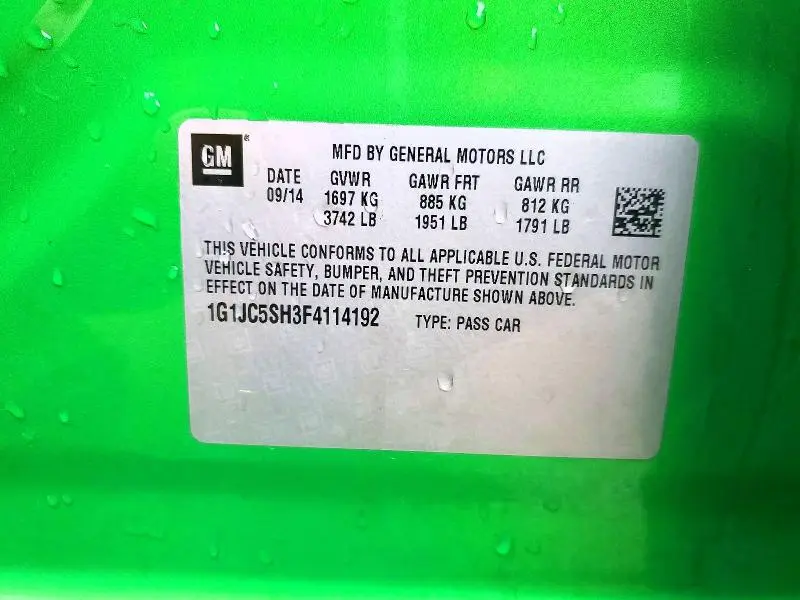 GM
MFD BY GENERAL MOTORS LLC
DATE GVWR GAWR FRT GAWR RR
09/14 1697 KG 885 KG 812 KG
3742 LB 1951 LB 1791 LB
THIS VEHICLE CONFORMS TO ALL APPLICABLE U.S. FEDERAL MOTOR
VEHICLE SAFETY, BUMPER, AND THEFT PREVENTION STANDARDS IN
EFFECT ON THE DATE OF MANUFACTURE SHOWN ABOVE.
1G1JC5SH3F4114192 TYPE: PASS CAR